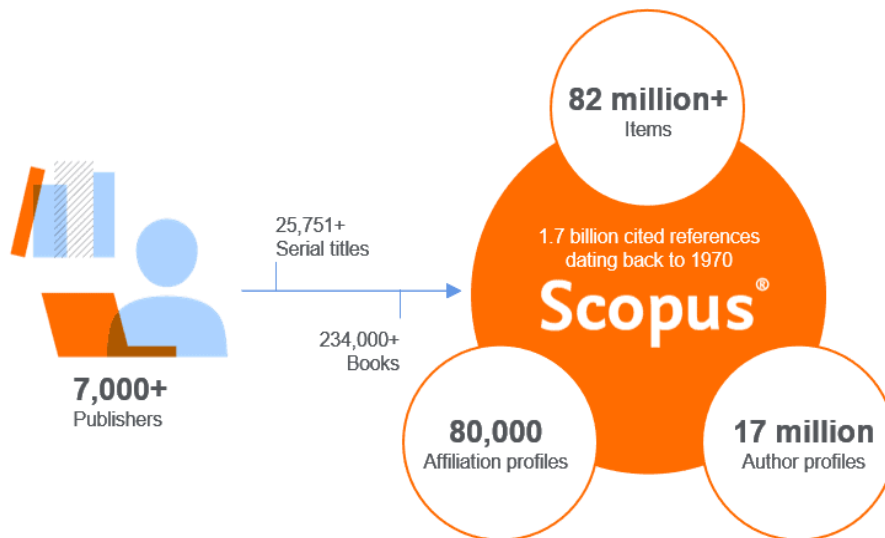 82 million+
Items
25,751+
Serial titles
1.7 billion cited references
dating back to 1970
Scopus®
234,000+
Books
7,000+
Publishers
80,000
Affiliation profiles
17 million
Author profiles